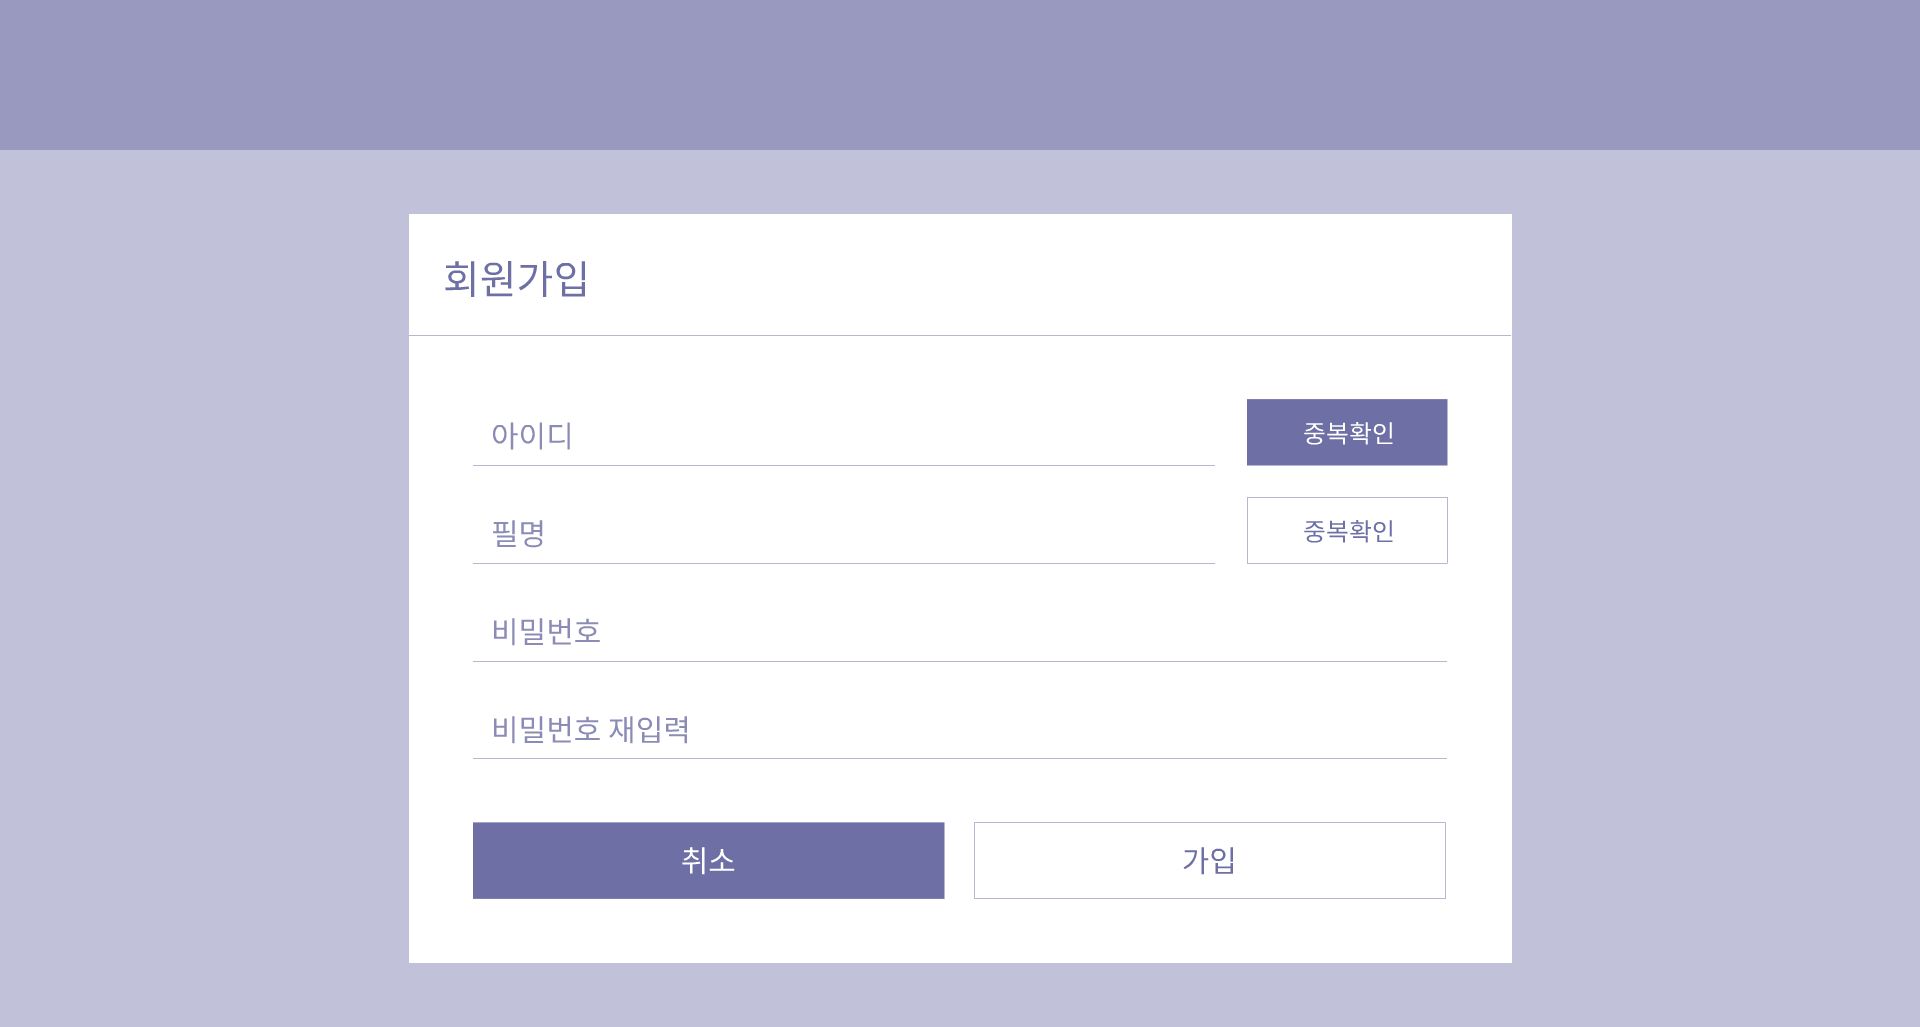 회원가입
아이디
중복확인
필명
중복확인
비밀번호
비밀번호 재입력
취소
가입